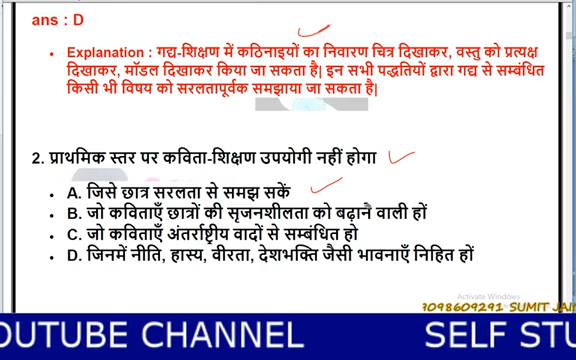 ans : D
Explanation : गद्य-शिक्षण में कठिनाइयों का निवारण चित्र दिखाकर, वस्तु को प्रत्यक्ष
दिखाकर, मॉडल दिखाकर किया जा सकता है| इन सभी पद्धतियों द्वारा गद्य से सम्बंधित
किसी भी विषय को सरलतापूर्वक समझाया जा सकता है|
2. प्राथमिक स्तर पर कविता-शिक्षण उपयोगी नहीं होगा
A. जिसे छात्र सरलता से समझ सकें
B. जो कविताएँ छात्रों की सृजनशीलता को बढ़ाने वाली हों
C. जो कविताएँ अंतर्राष्ट्रीय वादों से सम्बंधित हो
D. जिनमें नीति, हास्य, वीरता, देशभक्ति जैसी भावनाएँ निहित हों
Activate Windows
7098609291 SUMIT JAIN
OUTUBE CHANNEL SELF STU